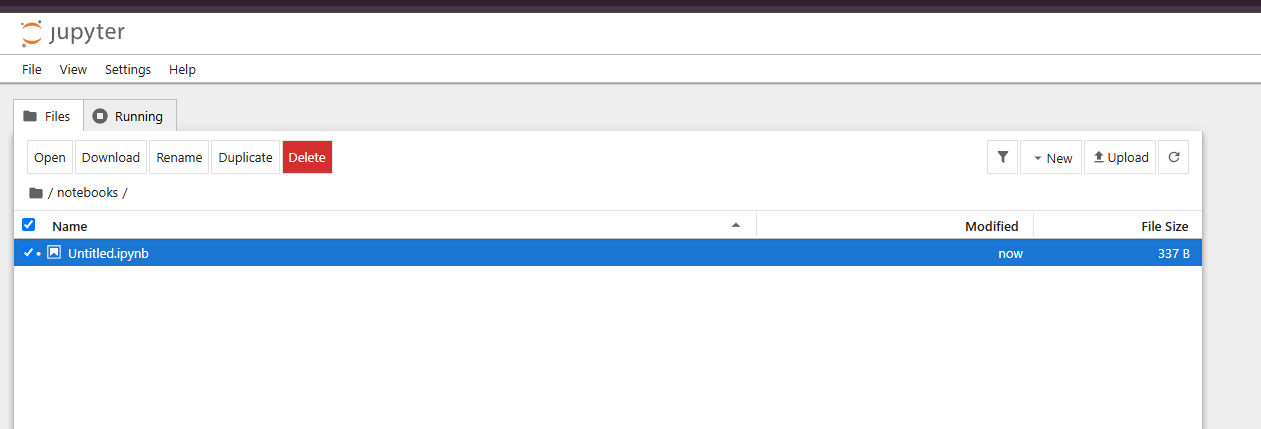 jupyter
File View Settings Help
Files Running
Open Download Rename Duplicate Delete New Upload
/ notebooks /
Name Modified File Size
Untitled.ipynb now 337 B